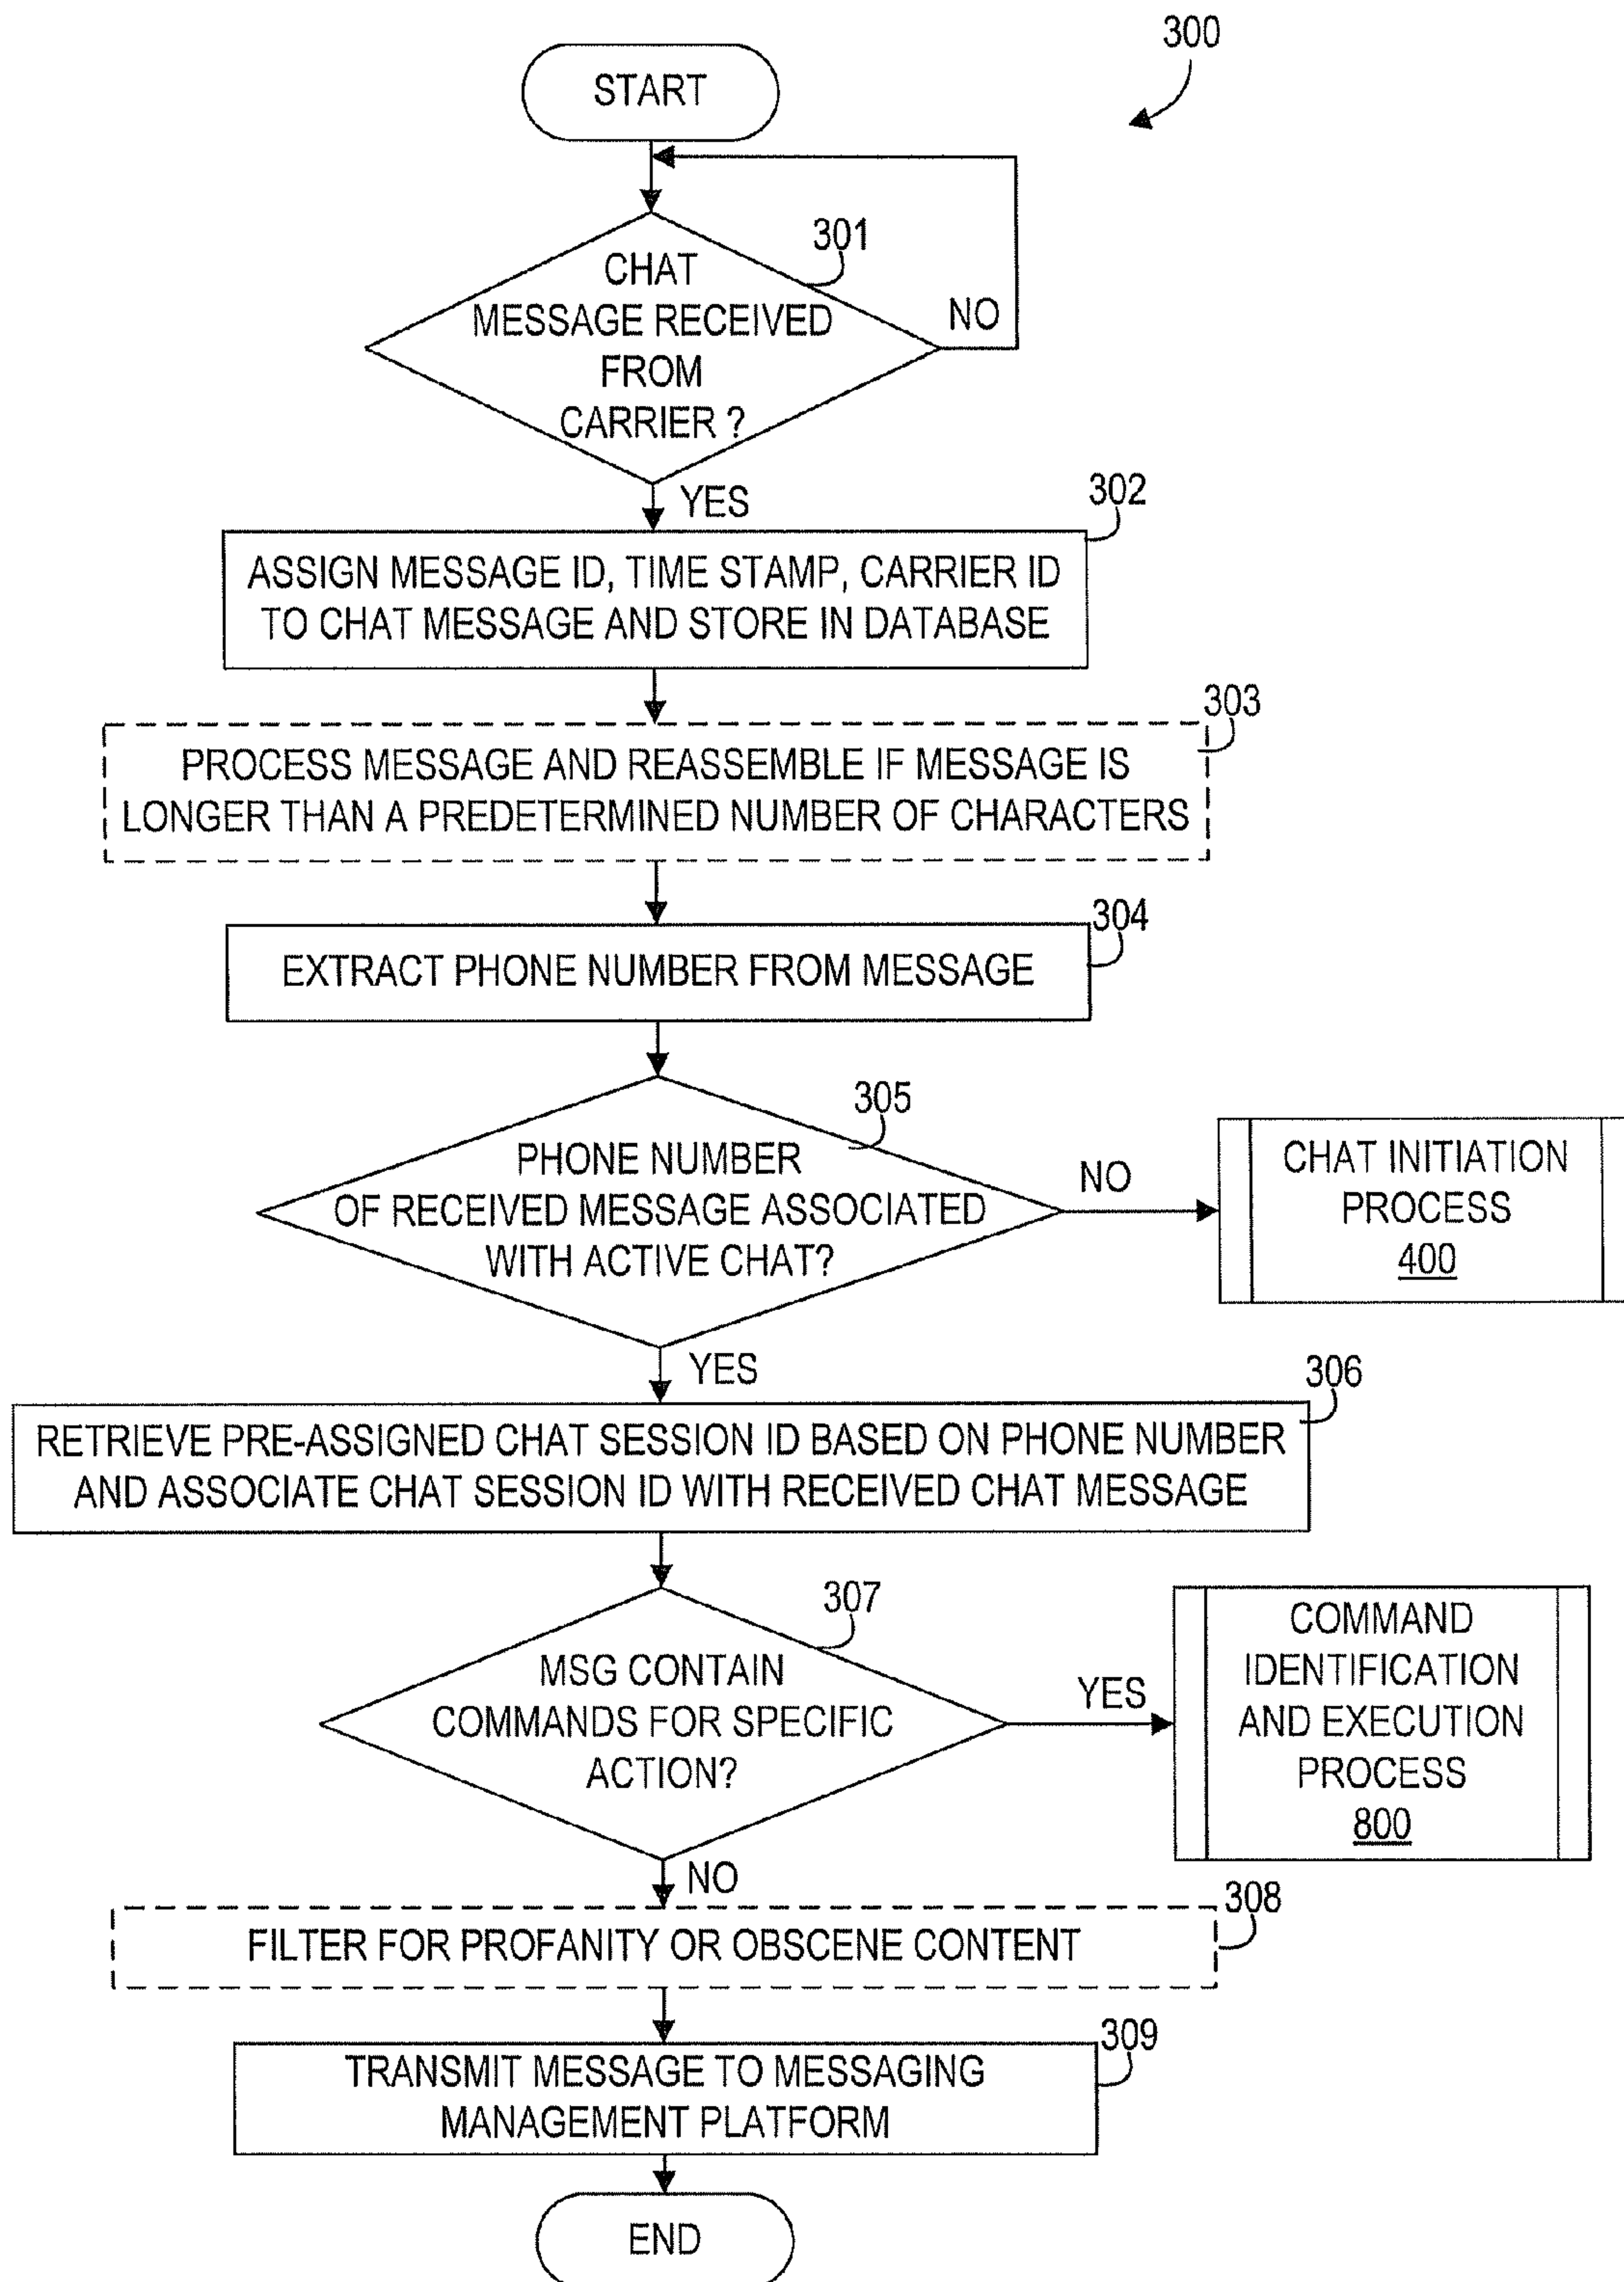 300
START
301
CHAT
MESSAGE RECEIVED
FROM
CARRIER ?
NO
YES
302
ASSIGN MESSAGE ID, TIME STAMP, CARRIER ID
TO CHAT MESSAGE AND STORE IN DATABASE
303
PROCESS MESSAGE AND REASSEMBLE IF MESSAGE IS
LONGER THAN A PREDETERMINED NUMBER OF CHARACTERS
304
EXTRACT PHONE NUMBER FROM MESSAGE
305
PHONE NUMBER
OF RECEIVED MESSAGE ASSOCIATED
WITH ACTIVE CHAT?
NO
CHAT INITIATION
PROCESS
400
YES
306
RETRIEVE PRE-ASSIGNED CHAT SESSION ID BASED ON PHONE NUMBER
AND ASSOCIATE CHAT SESSION ID WITH RECEIVED CHAT MESSAGE
307
MSG CONTAIN
COMMANDS FOR SPECIFIC
ACTION?
YES
COMMAND
IDENTIFICATION
AND EXECUTION
PROCESS
800
NO
308
FILTER FOR PROFANITY OR OBSCENE CONTENT
309
TRANSMIT MESSAGE TO MESSAGING
MANAGEMENT PLATFORM
END